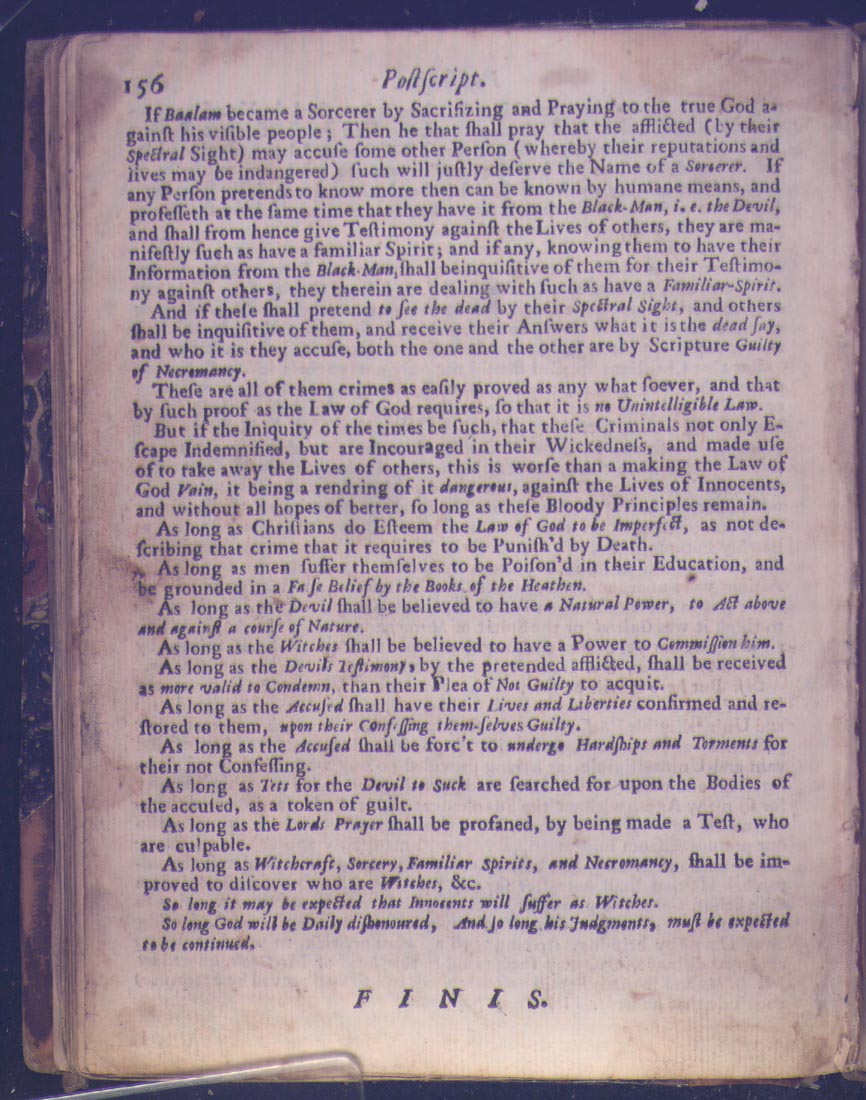 156 Postſcript.
If Baalam became a Sorcerer by Sacrifizing and Praying to the true God a-
gainſt his viſible people; Then he that ſhall pray that the afflicted (by their
Spectral Sight) may accuſe ſome other Perſon (whereby their reputations and
lives may be indangered) ſuch will juſtly deſerve the Name of a Sorcerer. If
any Perſon pretends to know more then can be known by humane means, and
profeſſeth at the ſame time that they have it from the Black-Man, i. e. the Devil,
and ſhall from hence give Teſtimony againſt the Lives of others, they are ma-
nifeſtly ſuch as have a familiar Spirit; and if any, knowing them to have their
Information from the Black-Man, ſhall beinquiſitive of them for their Teſtimo-
ny againſt others, they therein are dealing with ſuch as have a Familiar-Spirit.
And if theſe ſhall pretend to ſee the dead by their Spectral Sight, and others
ſhall be inquiſitive of them, and receive their Anſwers what it is the dead ſay,
and who it is they accuſe, both the one and the other are by Scripture Guilty
of Necromancy.
Theſe are all of them crimes as eaſily proved as any what ſoever, and that
by ſuch proof as the Law of God requires, ſo that it is no Unintelligible Law.
But if the Iniquity of the times be ſuch, that theſe Criminals not only E-
ſcape Indemnified, but are Incouraged in their Wickedneſs, and made uſe
of to take away the Lives of others, this is worſe than a making the Law of
God Vain, it being a rendring of it dangerous, againſt the Lives of Innocents,
and without all hopes of better, ſo long as theſe Bloody Principles remain.
As long as Chriſtians do Eſteem the Law of God to be Imperfect, as not de-
ſcribing that crime that it requires to be Puniſh'd by Death.
As long as men ſuffer themſelves to be Poiſon'd in their Education, and
be grounded in a Falſe Belief by the Books of the Heathen.
As long as the Devil ſhall be believed to have a Natural Power, to Act above
and againſt a courſe of Nature.
As long as the Witches ſhall be believed to have a Power to Commiſſion him.
As long as the Devils Teſtimony, by the pretended afflicted, ſhall be received
as more valid to Condemn, than their Plea of Not Guilty to acquit.
As long as the Accuſed ſhall have their Lives and Liberties confirmed and re-
ſtored to them, upon their Confeſſing them-ſelves Guilty.
As long as the Accuſed ſhall be forc't to undergo Hardſhips and Torments for
their not Confeſſing.
As long as Tets for the Devil to Suck are ſearched for upon the Bodies of
the accuſed, as a token of guilt.
As long as the Lords Prayer ſhall be profaned, by being made a Teſt, who
are culpable.
As long as Witchcraft, Sorcery, Familiar Spirits, and Necromancy, ſhall be im-
proved to diſcover who are Witches, &c.
So long it may be expected that Innocents will ſuffer as Witches.
So long God will be Daily diſhonoured, And ſo long his Judgments, muſt be expected
to be continued.
F I N I S.